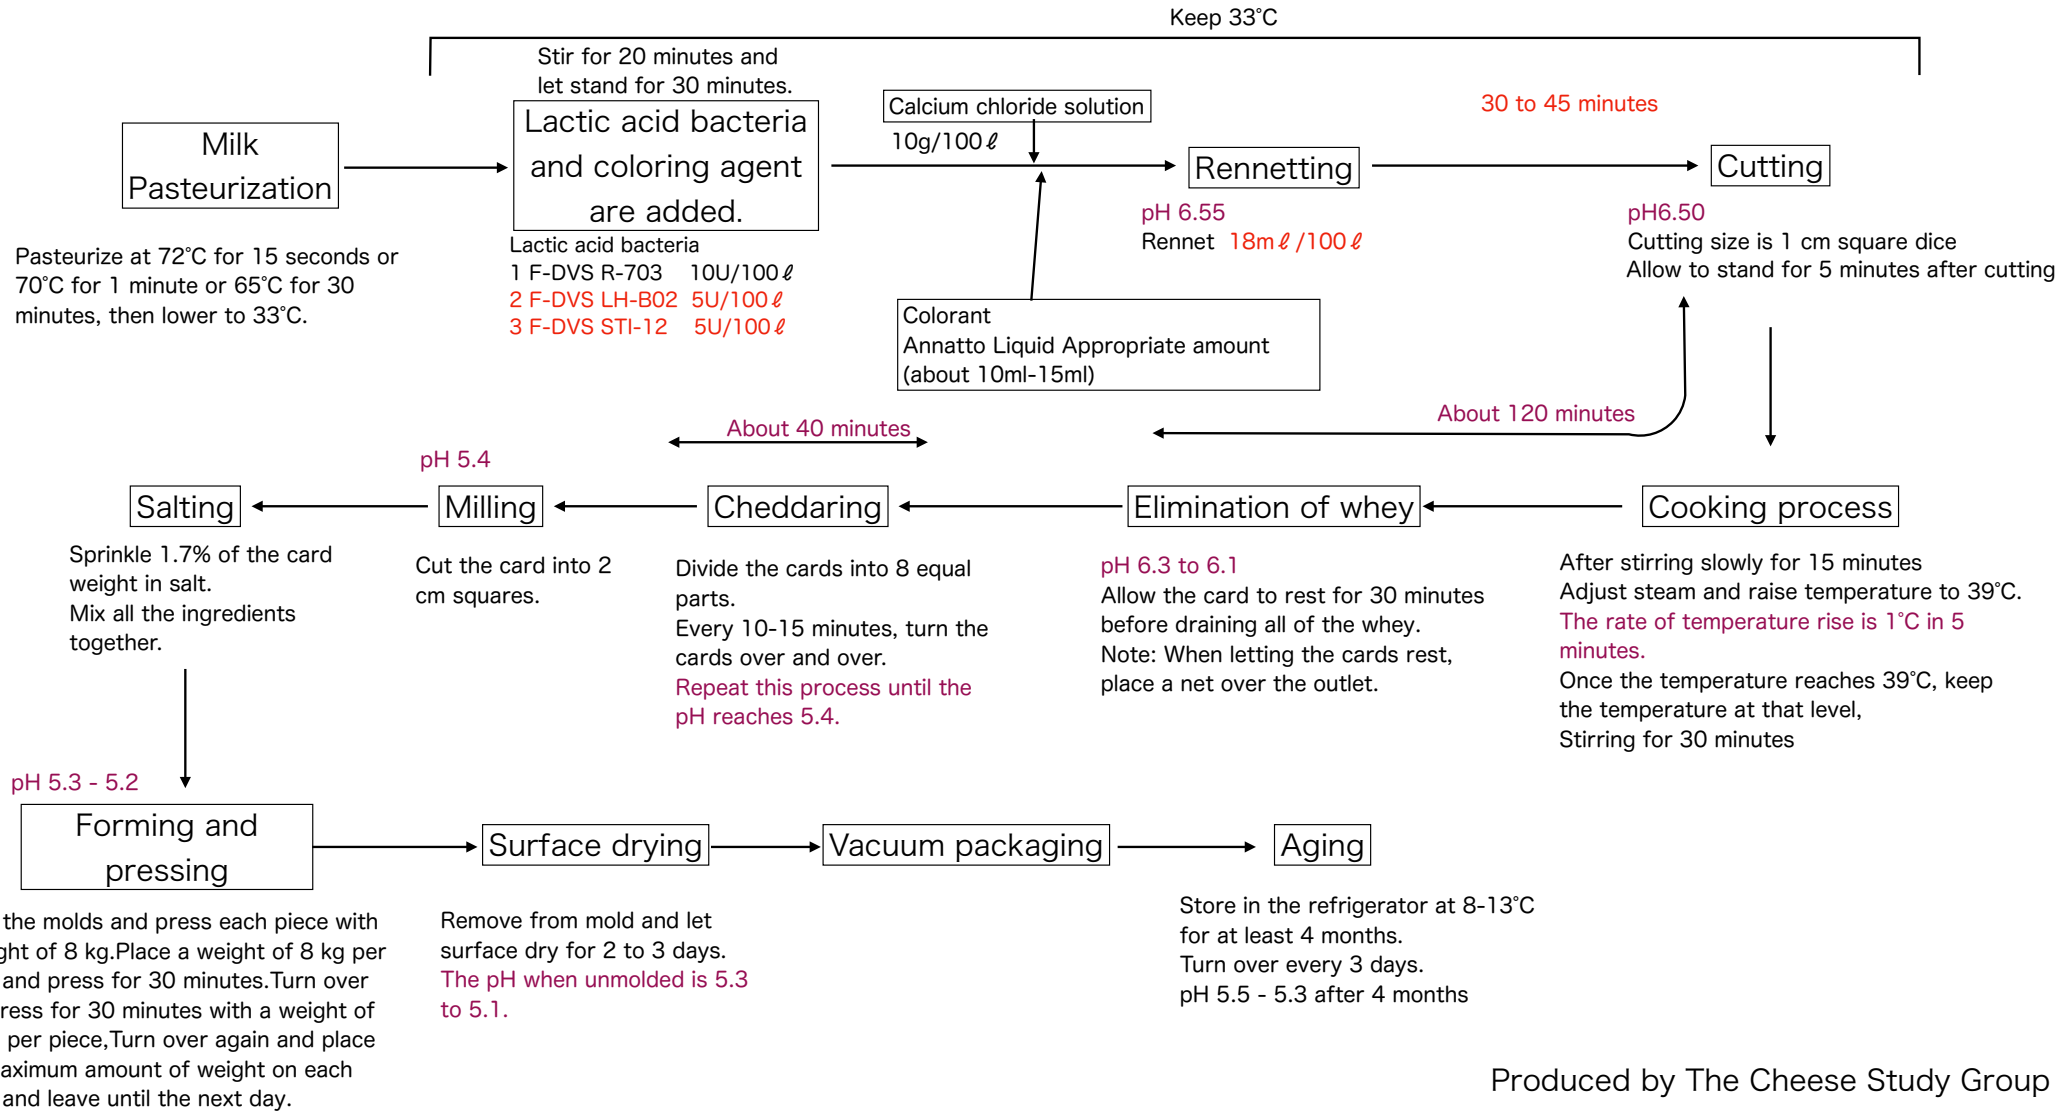 Keep 33°C
Stir for 20 minutes and
let stand for 30 minutes.
Milk
Pasteurization
Pasteurize at 72°C for 15 seconds or
70°C for 1 minute or 65°C for 30
minutes, then lower to 33°C.
Lactic acid bacteria
and coloring agent
are added.
Lactic acid bacteria
1 F-DVS R-703 10U/100ℓ
2 F-DVS LH-B02 5U/100ℓ
3 F-DVS STI-12 5U/100ℓ
Calcium chloride solution
10g/100ℓ
Colorant
Annatto Liquid Appropriate amount
(about 10ml-15ml)
Rennetting
pH 6.55
Rennet 18mℓ/100ℓ
30 to 45 minutes
Cutting
pH6.50
Cutting size is 1 cm square dice
Allow to stand for 5 minutes after cutting
About 120 minutes
Cooking process
After stirring slowly for 15 minutes
Adjust steam and raise temperature to 39°C.
The rate of temperature rise is 1°C in 5
minutes.
Once the temperature reaches 39°C, keep
the temperature at that level,
Stirring for 30 minutes
Elimination of whey
pH 6.3 to 6.1
Allow the card to rest for 30 minutes
before draining all of the whey.
Note: When letting the cards rest,
place a net over the outlet.
About 40 minutes
Cheddaring
Divide the cards into 8 equal
parts.
Every 10-15 minutes, turn the
cards over and over.
Repeat this process until the
pH reaches 5.4.
pH 5.4
Milling
Cut the card into 2
cm squares.
Salting
Sprinkle 1.7% of the card
weight in salt.
Mix all the ingredients
together.
pH 5.3 - 5.2
Forming and
pressing
the molds and press each piece with
of 8 kg.Place a weight of 8 kg per
and press for 30 minutes.Turn over
for 30 minutes with a weight of
per piece,Turn over again and place
amount of weight on each
and leave until the next day.
Surface drying
Remove from mold and let
surface dry for 2 to 3 days.
The pH when unmolded is 5.3
to 5.1.
Vacuum packaging
Aging
Store in the refrigerator at 8-13°C
for at least 4 months.
Turn over every 3 days.
pH 5.5 - 5.3 after 4 months
Produced by The Cheese Study Group